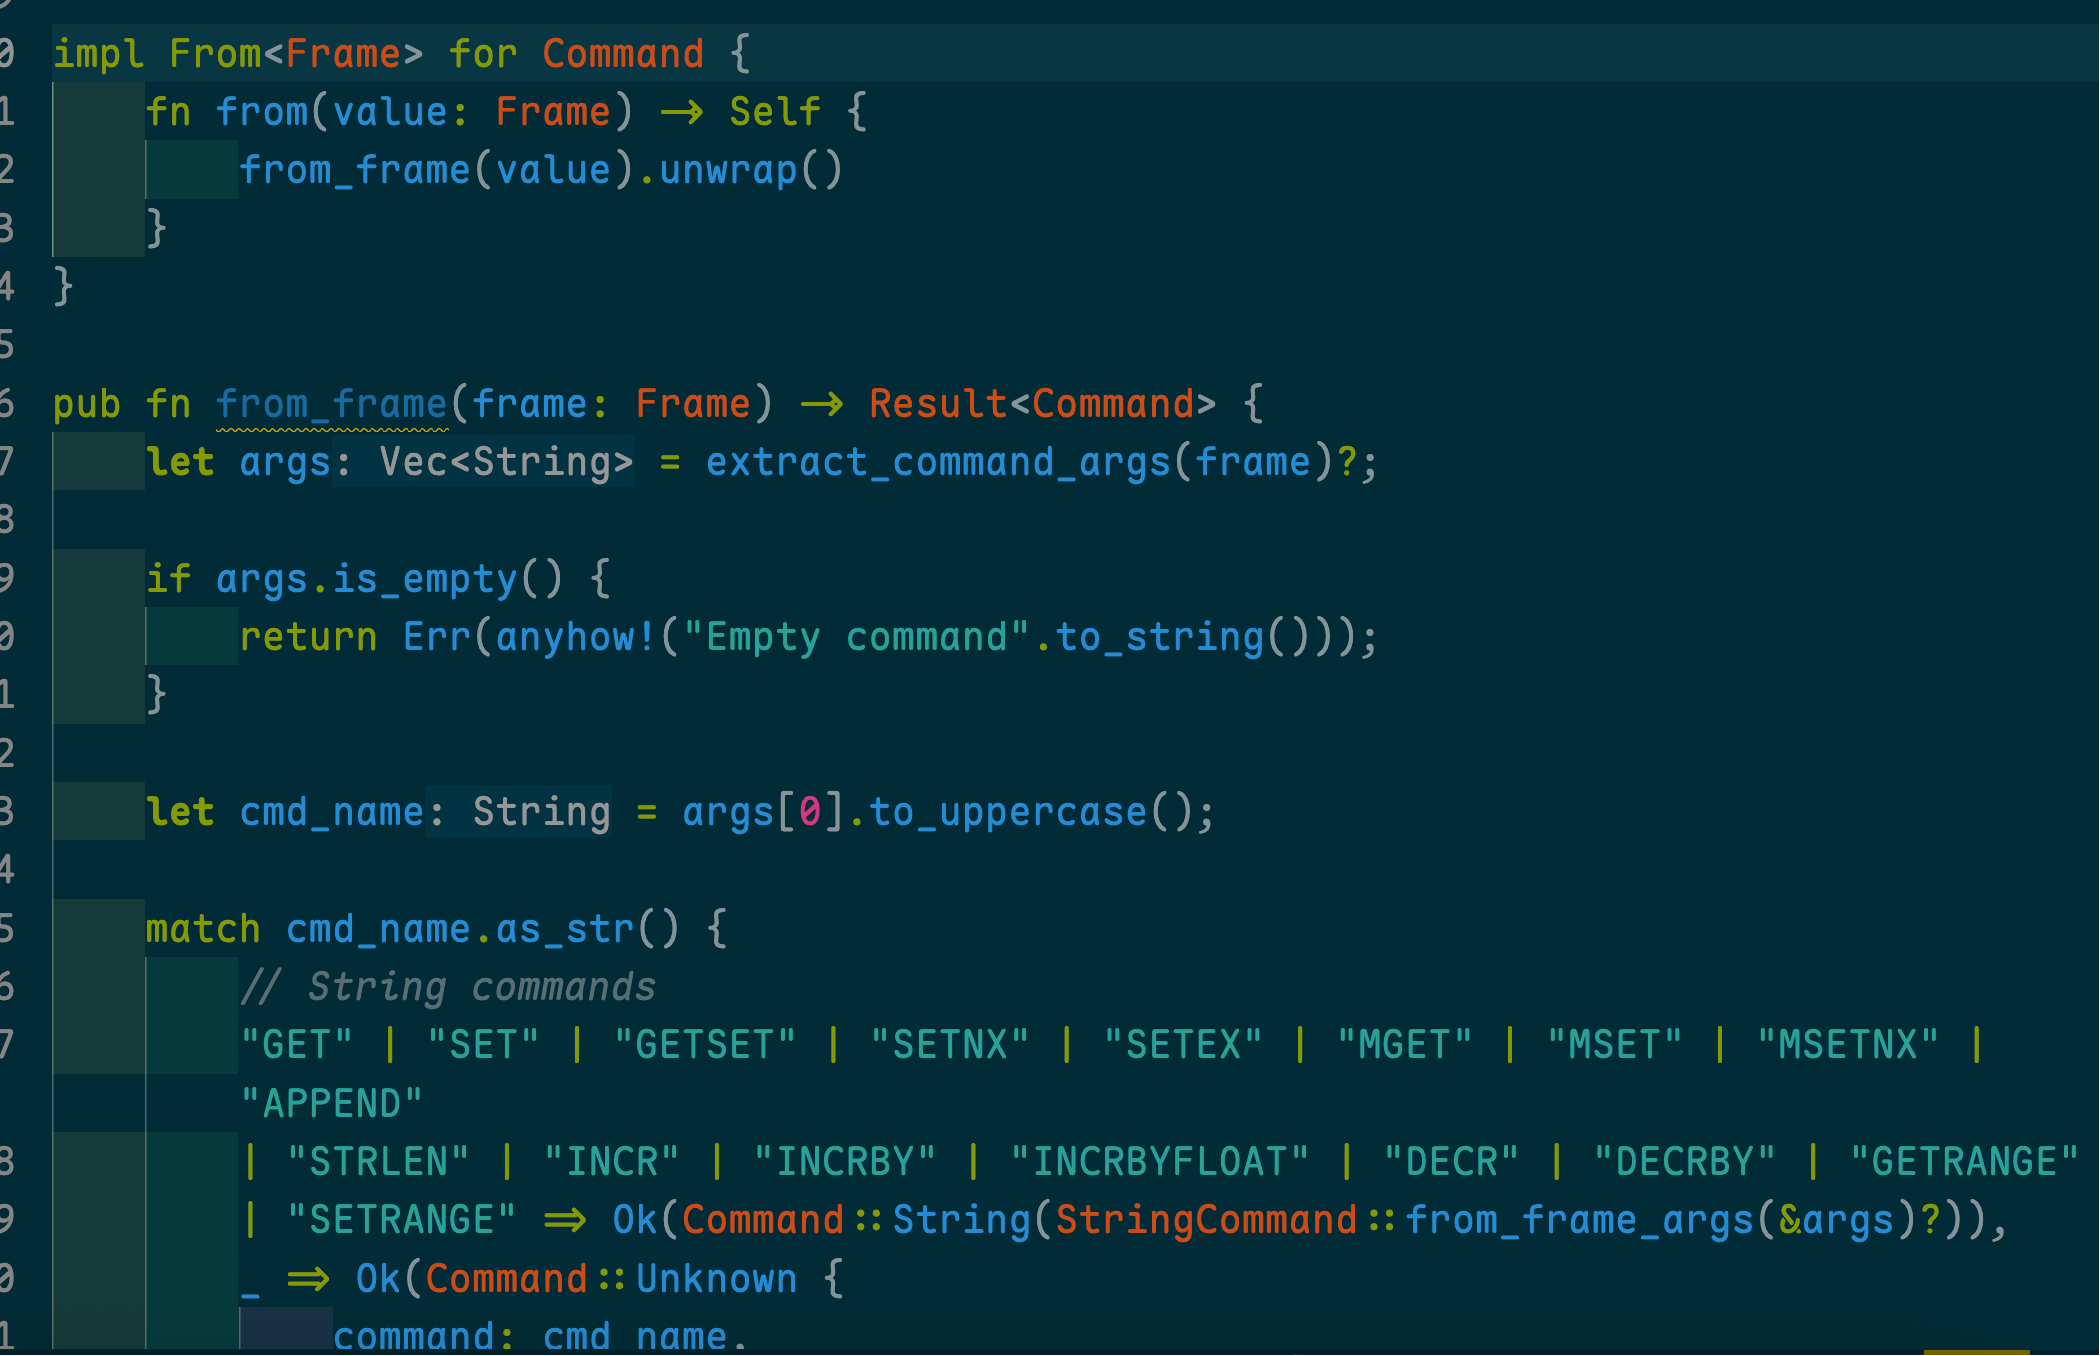 0 impl From<Frame> for Command {
1     fn from(value: Frame) -> Self {
2         from_frame(value).unwrap()
3     }
4 }
5
6 pub fn from_frame(frame: Frame) -> Result<Command> {
7     let args: Vec<String> = extract_command_args(frame)?;
8
9     if args.is_empty() {
0         return Err(anyhow!("Empty command".to_string()));
1     }
2
3     let cmd_name: String = args[0].to_uppercase();
4
5     match cmd_name.as_str() {
6         // String commands
7         "GET" | "SET" | "GETSET" | "SETNX" | "SETEX" | "MGET" | "MSET" | "MSETNX" |
          "APPEND"
8         | "STRLEN" | "INCR" | "INCRBY" | "INCRBYFLOAT" | "DECR" | "DECRBY" | "GETRANGE"
9         | "SETRANGE" => Ok(Command::String(StringCommand::from_frame_args(&args)?)),
0         _ => Ok(Command::Unknown {
1             command: cmd_name,